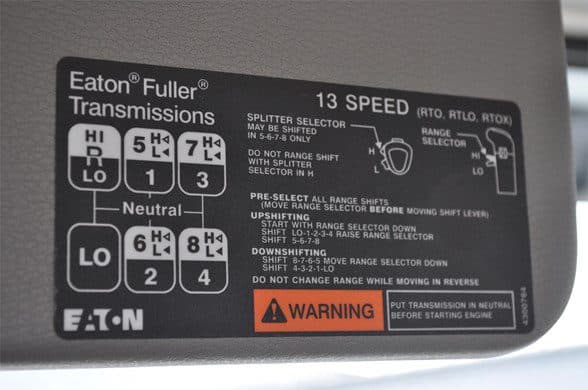 Eaton® Fuller®
Transmissions
HI
R
LO
5 H
L
1
7 H
L
3
Neutral
LO
6 H
L
2
8 H
L
4
EATON
13 SPEED (RTO, RTLO, RTOX)
SPLITTER SELECTOR
MAY BE SHIFTED
IN 5-6-7-8 ONLY
DO NOT RANGE SHIFT
WITH SPLITTER
SELECTOR IN H
H
L
RANGE
SELECTOR
HI
LO
PRE-SELECT ALL RANGE SHIFTS
(MOVE RANGE SELECTOR BEFORE MOVING SHIFT LEVER)
UPSHIFTING
START WITH RANGE SELECTOR DOWN
SHIFT LO-1-2-3-4 RAISE RANGE SELECTOR
SHIFT 5-6-7-8
DOWNSHIFTING
SHIFT 8-7-6-5 MOVE RANGE SELECTOR DOWN
SHIFT 4-3-2-1-LO
DO NOT CHANGE RANGE WHILE MOVING IN REVERSE
WARNING
PUT TRANSMISSION IN NEUTRAL
BEFORE STARTING ENGINE
4300764